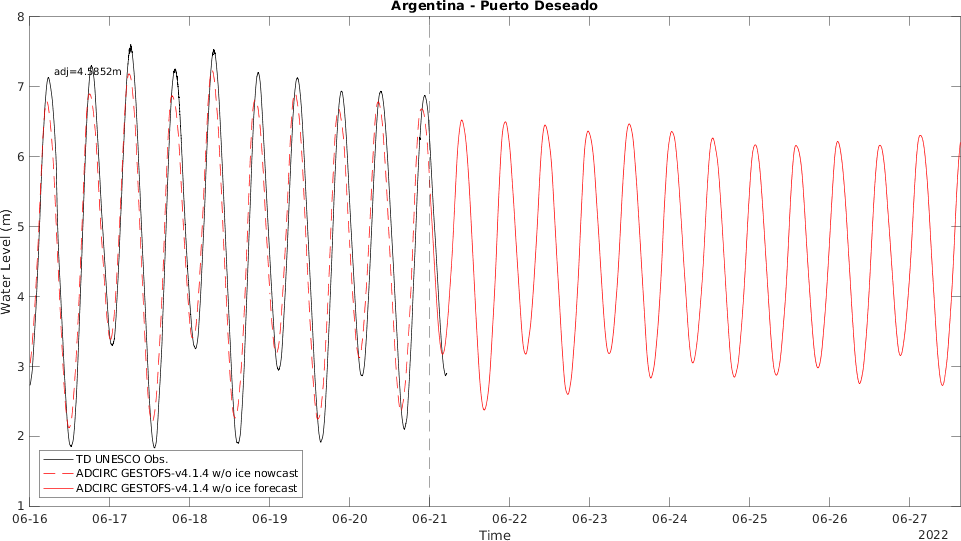 Argentina - Puerto Deseado
8
7
6
5
4
3
2
1
Water Level (m)
adj=4.5852m
TD UNESCO Obs.
ADCIRC GESTOFS-v4.1.4 w/o ice nowcast
ADCIRC GESTOFS-v4.1.4 w/o ice forecast
06-16 06-17 06-18 06-19 06-20 06-21 06-22 06-23 06-24 06-25 06-26 06-27
Time
2022